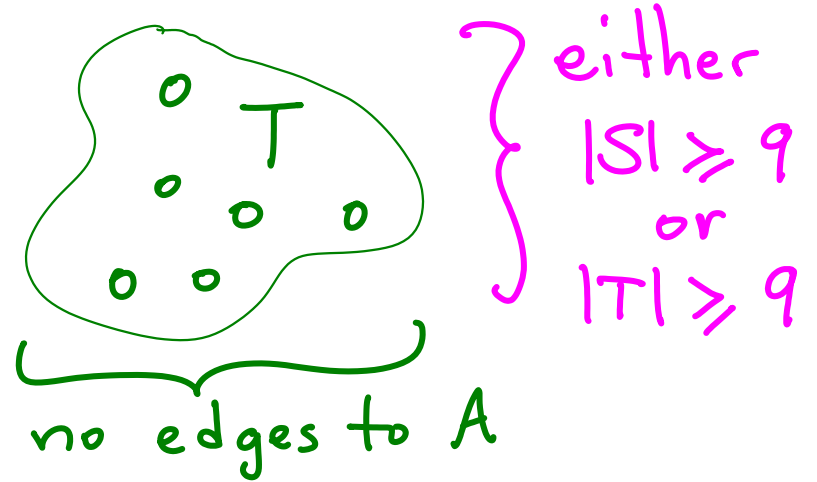 T
either
|S| ⩾ 9
or
|T| ⩾ 9
no edges to A